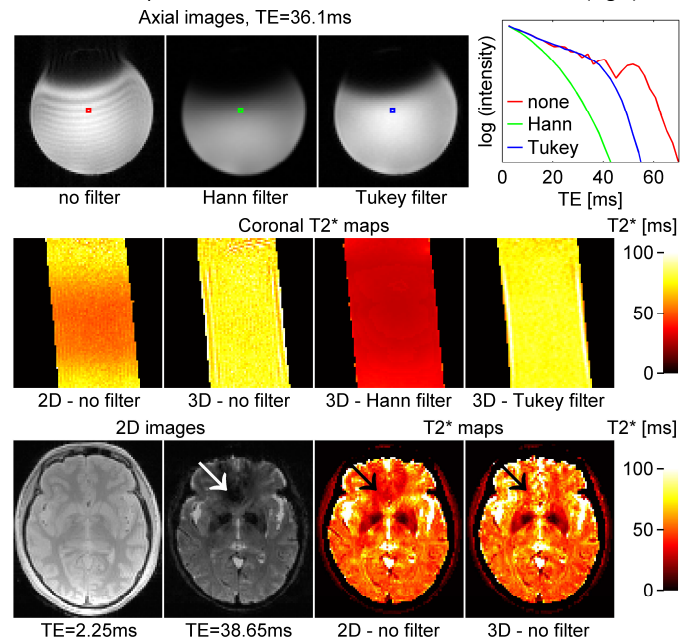 Axial images, TE=36.1ms
no filter
Hann filter
Tukey filter
log (intensity)
none
Hann
Tukey
0 20 40 60
TE [ms]
Coronal T2* maps
T2* [ms]
100
50
0
2D - no filter
3D - no filter
3D - Hann filter
3D - Tukey filter
2D images
T2* maps
T2* [ms]
100
50
0
TE=2.25ms
TE=38.65ms
2D - no filter
3D - no filter